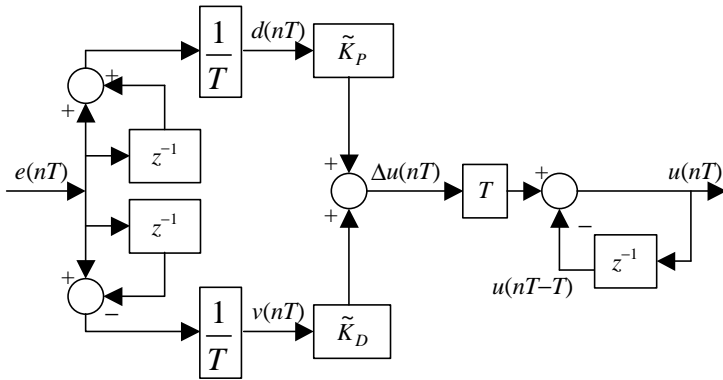 1/T
d(nT)
K̃_P
+
+
z⁻¹
e(nT)
+
Δu(nT)
T
+
u(nT)
+
z⁻¹
−
z⁻¹
u(nT−T)
+
−
1/T
v(nT)
K̃_D